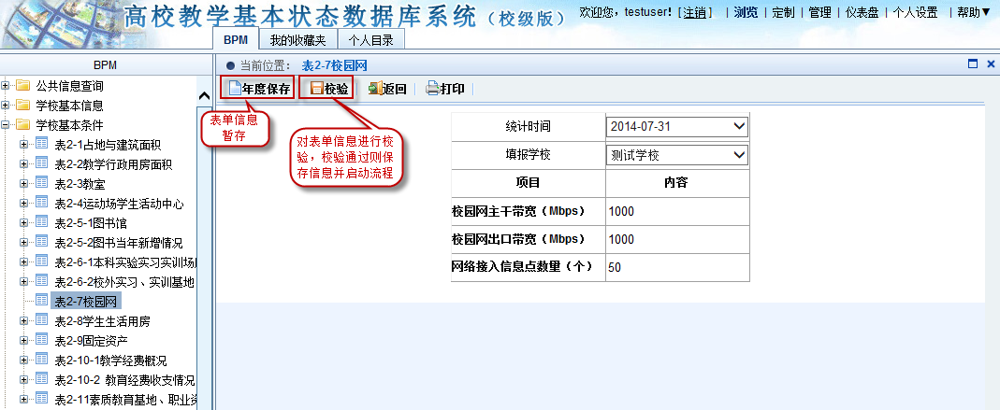 高校教学基本状态数据库系统（校级版）
欢迎您，testuser! [注销] | 浏览 | 定制 | 管理 | 仪表盘 | 个人设置 | 帮助▼
BPM 我的收藏夹 个人目录
BPM
公共信息查询
学校基本信息
学校基本条件
表2-1占地与建筑面积
表2-2教学行政用房面积
表2-3教室
表2-4运动场学生活动中心
表2-5-1图书馆
表2-5-2图书当年新增情况
表2-6-1本科实验实习实训场
表2-6-2校外实习、实训基地
表2-7校园网
表2-8学生生活用房
表2-9固定资产
表2-10-1教学经费概况
表2-10-2 教育经费收支情况
表2-11素质教育基地、职业
当前位置： 表2-7校园网
年度保存 校验 返回 打印
表单信息
暂存
对表单信息进行校
验，校验通过则保
存信息并启动流程
统计时间 2014-07-31
填报学校 测试学校
项目 内容
校园网主干带宽（Mbps） 1000
校园网出口带宽（Mbps） 1000
网络接入信息点数量（个） 50